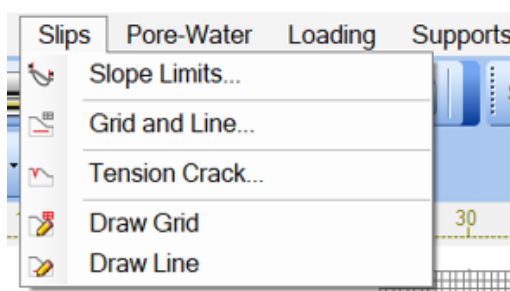 Slips Pore-Water Loading Supports
Slope Limits...
Grid and Line...
Tension Crack...
Draw Grid
30
Draw Line